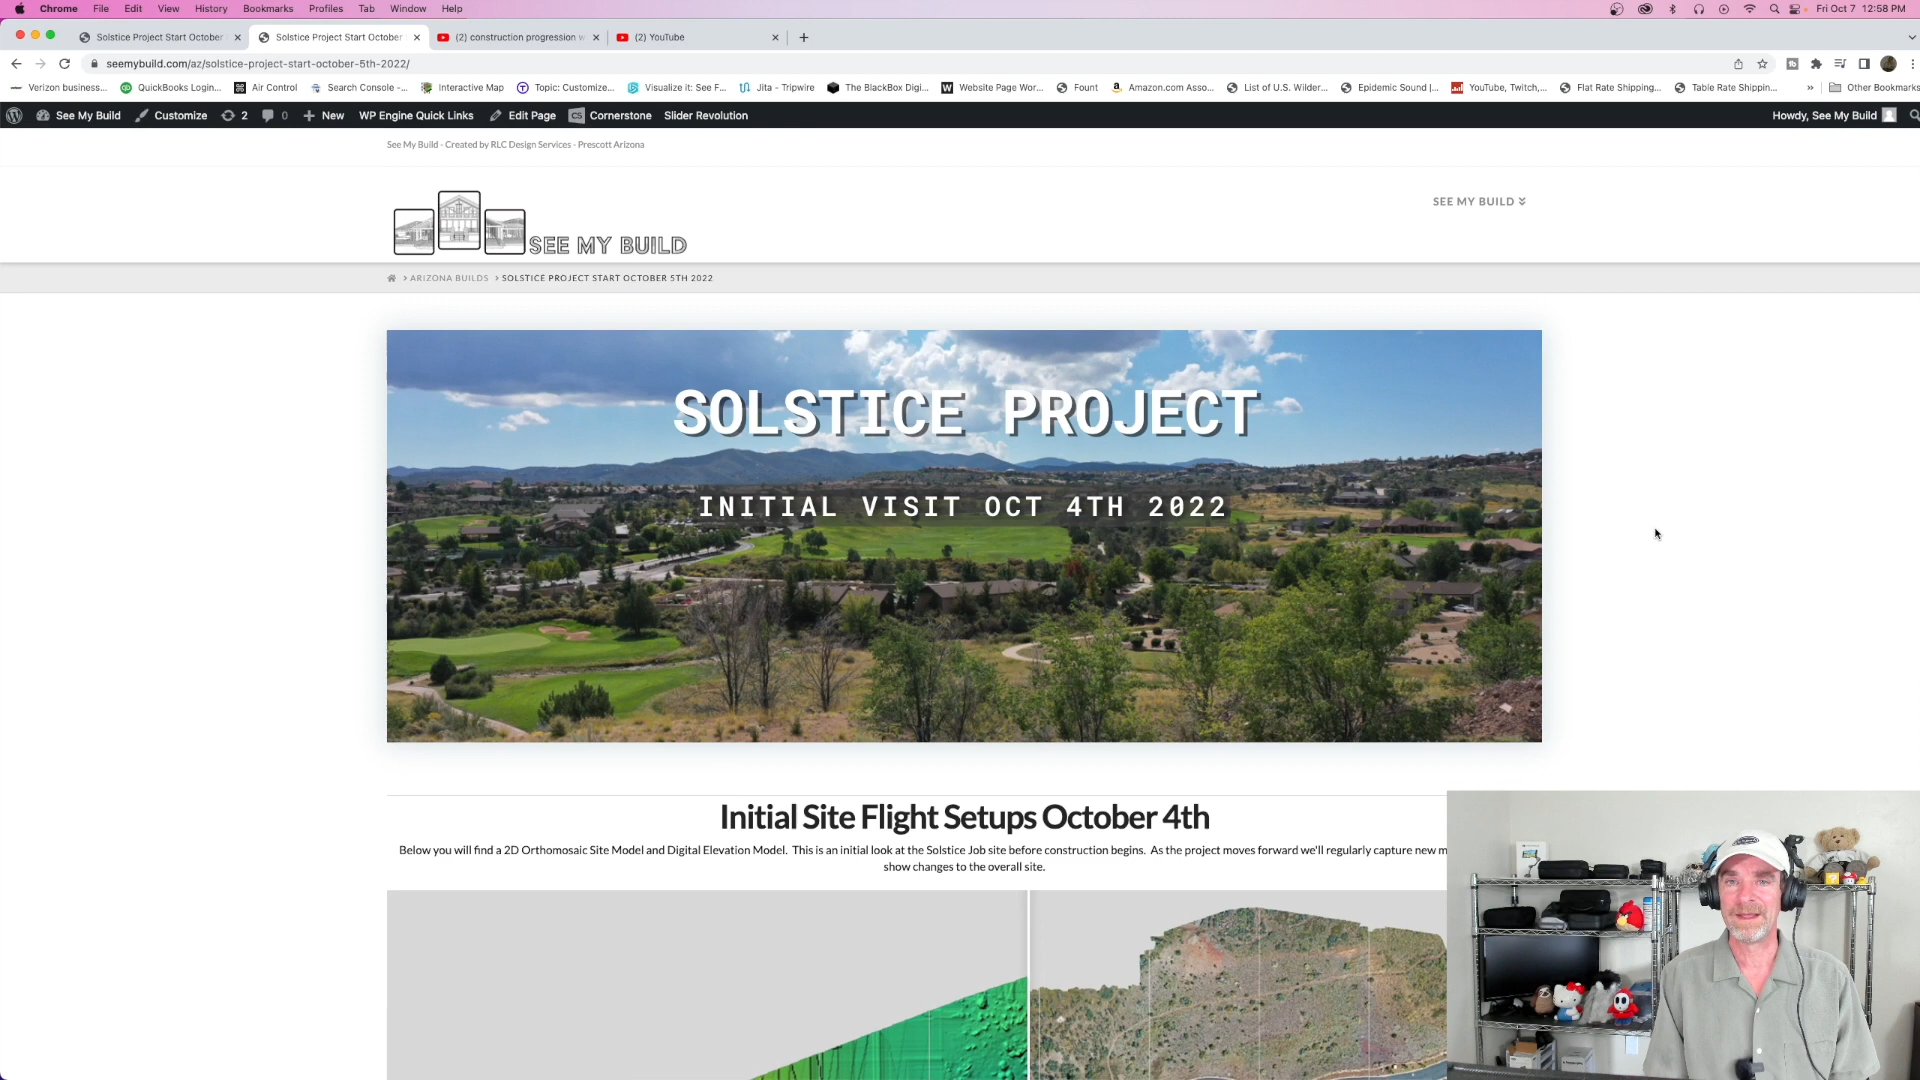 Chrome File Edit View History Bookmarks Profiles Tab Window Help Fri Oct 7 12:58 PM
Solstice Project Start October Solstice Project Start October (2) construction progression w (2) YouTube
seemybuild.com/az/solstice-project-start-october-5th-2022/
Verizon business... QuickBooks Login... Air Control Search Console -... Interactive Map Topic: Customize... Visualize it: See F... Jita - Tripwire The BlackBox Digi... Website Page Wor... Fount Amazon.com Asso... List of U.S. Wilder... Epidemic Sound |... YouTube, Twitch,... Flat Rate Shipping... Table Rate Shippin... » Other Bookmarks
See My Build Customize 2 0 New WP Engine Quick Links Edit Page CS Cornerstone Slider Revolution Howdy, See My Build
See My Build - Created by RLC Design Services - Prescott Arizona
SEE MY BUILD
SEE MY BUILD
ARIZONA BUILDS SOLSTICE PROJECT START OCTOBER 5TH 2022
SOLSTICE PROJECT
INITIAL VISIT OCT 4TH 2022
Initial Site Flight Setups October 4th
Below you will find a 2D Orthomosaic Site Model and Digital Elevation Model. This is an initial look at the Solstice Job site before construction begins. As the project moves forward we'll regularly capture new m
show changes to the overall site.